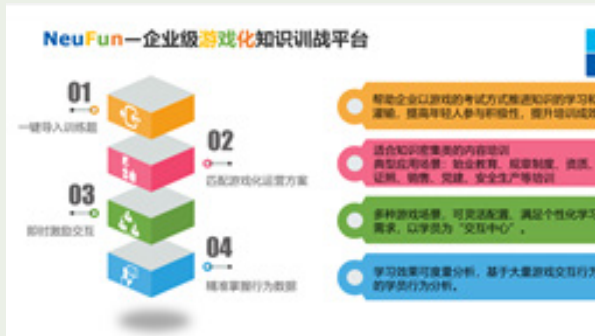 NeuFun—企业级游戏化知识训战平台
01
一键导入训练题
02
匹配游戏化运营方案
03
即时激励交互
04
精准掌握行为数据
帮助企业以游戏的考试方式推进知识的学习和
灌输，提高年轻人参与积极性，提升培训成效
适合知识密集类的内容培训
典型应用场景：始业教育、规章制度、资质、
证照、销售、党建、安全生产等培训
多种游戏场景，可灵活配置，满足个性化学习
需求，以学员为“交互中心”。
学习效果可度量分析，基于大量游戏交互行为
的学员行为分析。